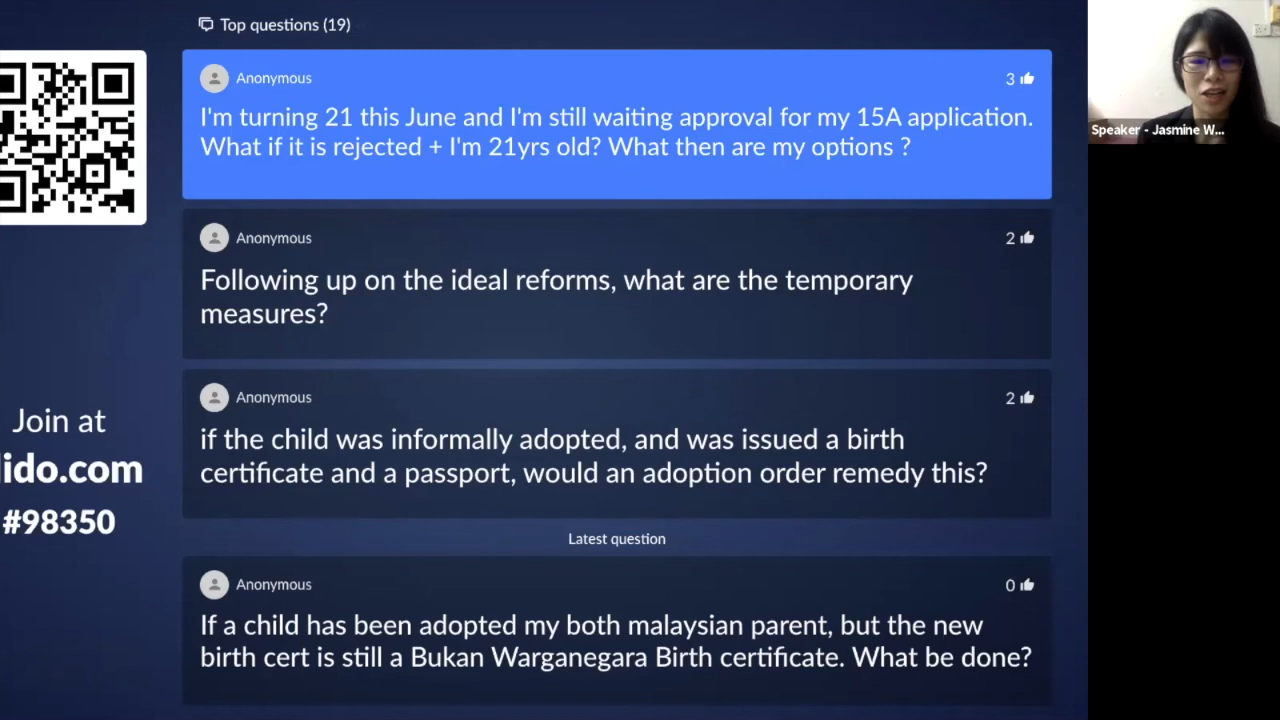 Top questions (19)
Anonymous
3
I'm turning 21 this June and I'm still waiting approval for my 15A application.
What if it is rejected + I'm 21yrs old? What then are my options ?
Anonymous
2
Following up on the ideal reforms, what are the temporary
measures?
Anonymous
2
if the child was informally adopted, and was issued a birth
certificate and a passport, would an adoption order remedy this?
Latest question
Anonymous
0
If a child has been adopted my both malaysian parent, but the new
birth cert is still a Bukan Warganegara Birth certificate. What be done?
Join at
lido.com
#98350
Speaker - Jasmine W...